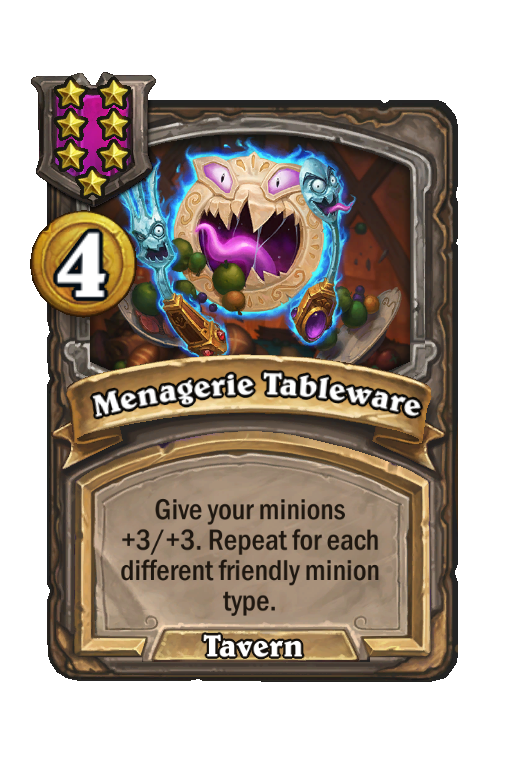 4
Menagerie Tableware
Give your minions
+3/+3. Repeat for each
different friendly minion
type.
Tavern